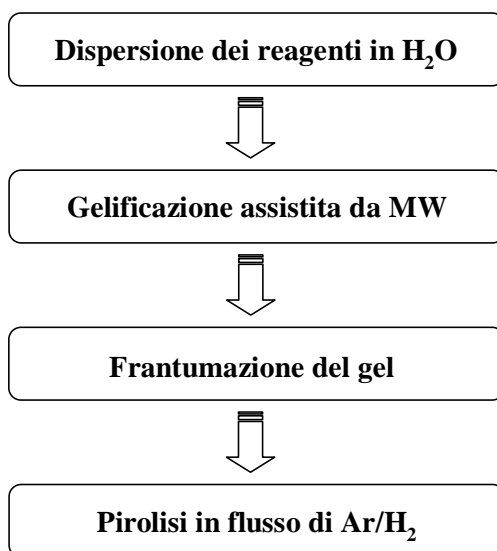 Dispersione dei reagenti in H₂O
Gelificazione assistita da MW
Frantumazione del gel
Pirolisi in flusso di Ar/H₂